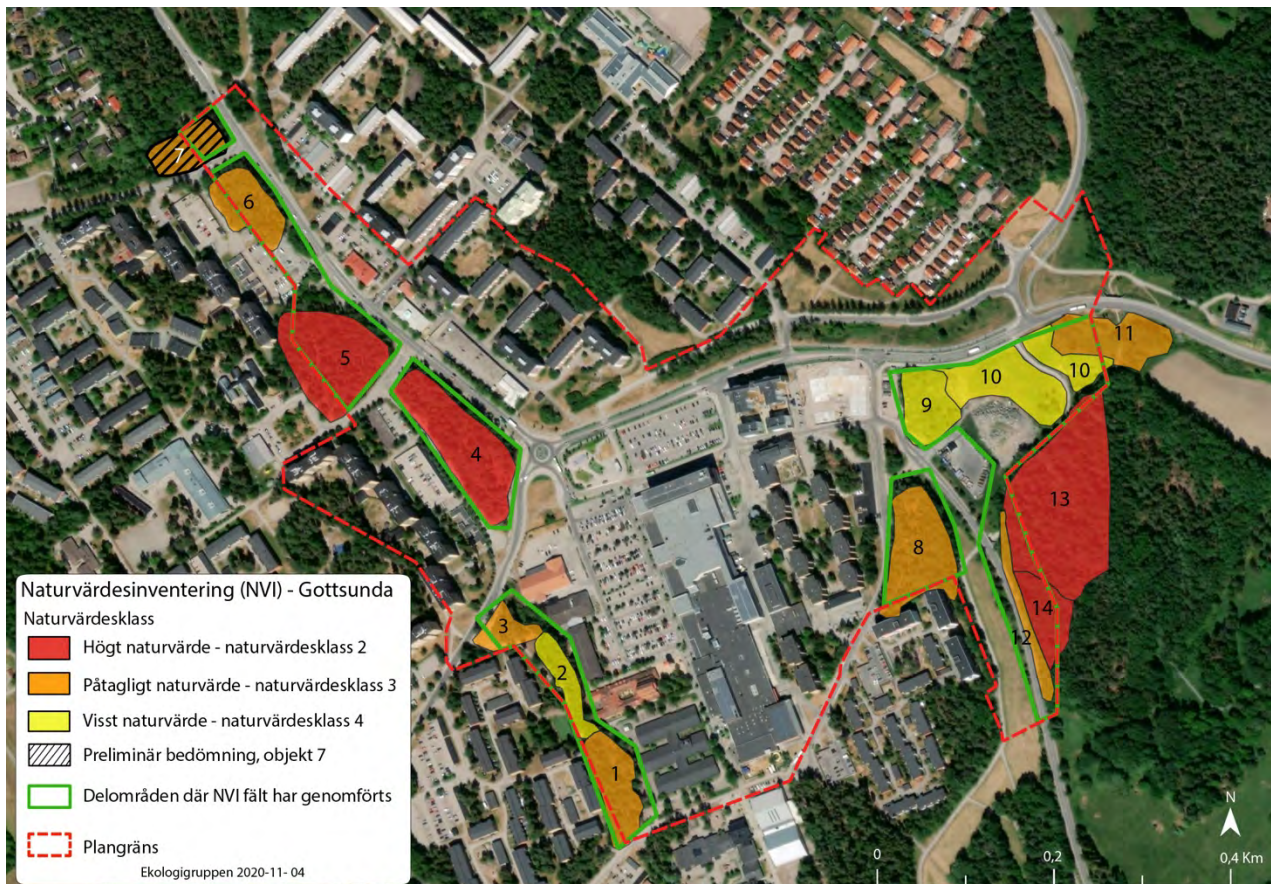 7
6
5
4
11
10
10
9
13
8
14
12
3
2
1
Naturvärdesinventering (NVI) - Gottsunda
Naturvärdesklass
Högt naturvärde - naturvärdesklass 2
Påtagligt naturvärde - naturvärdesklass 3
Visst naturvärde - naturvärdesklass 4
Preliminär bedömning, objekt 7
Delområden där NVI fält har genomförts
Plangräns
Ekologigruppen 2020-11- 04
N
0
0,2
0,4 Km